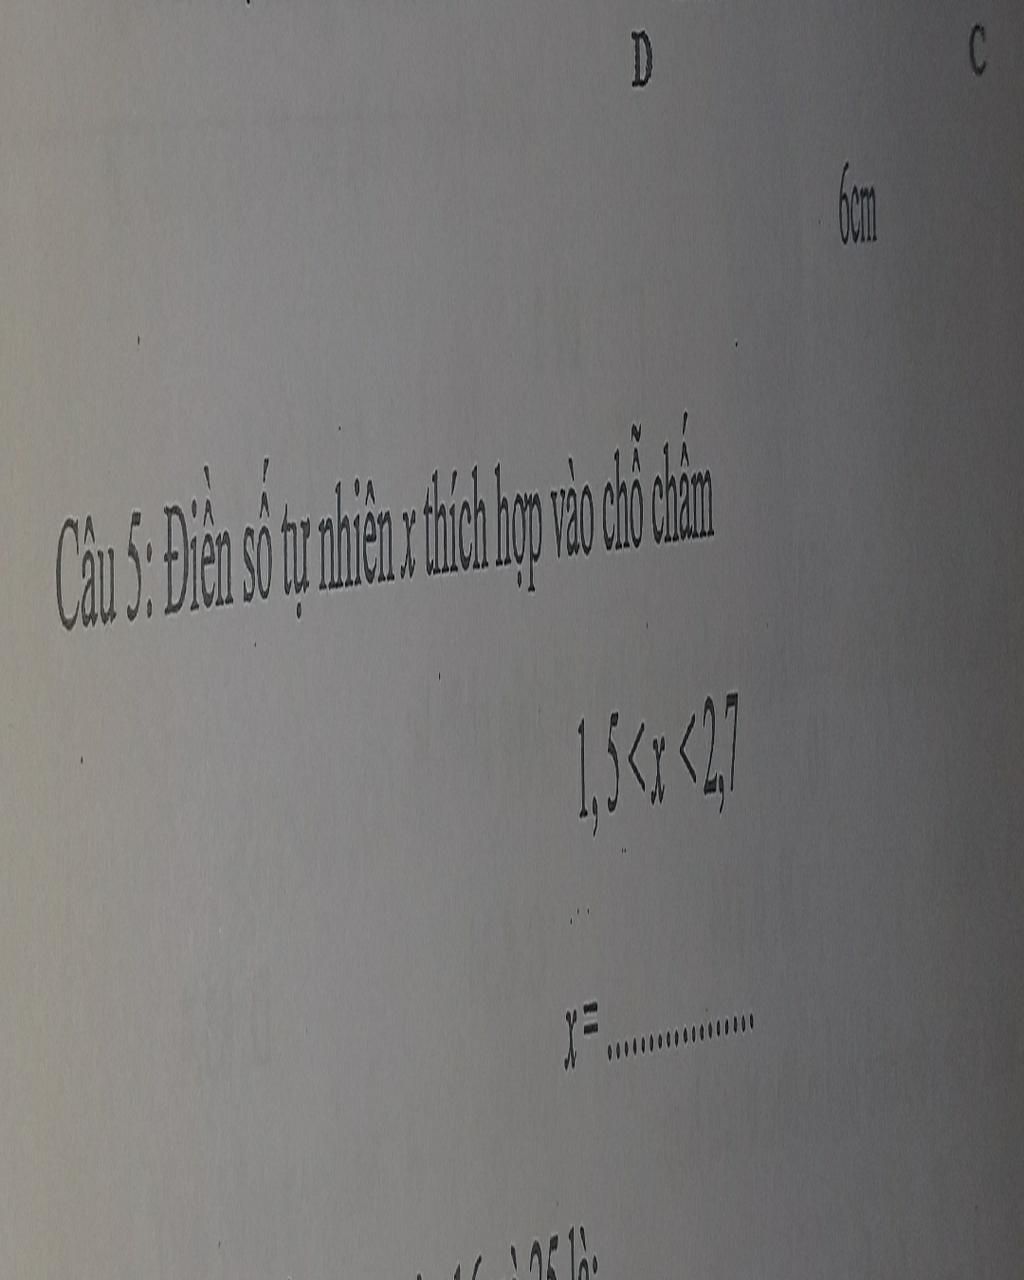 D C
6cm
Câu 5: Điền số tự nhiên x thích hợp vào chỗ chấm
1,5<x<2,7
x=..................